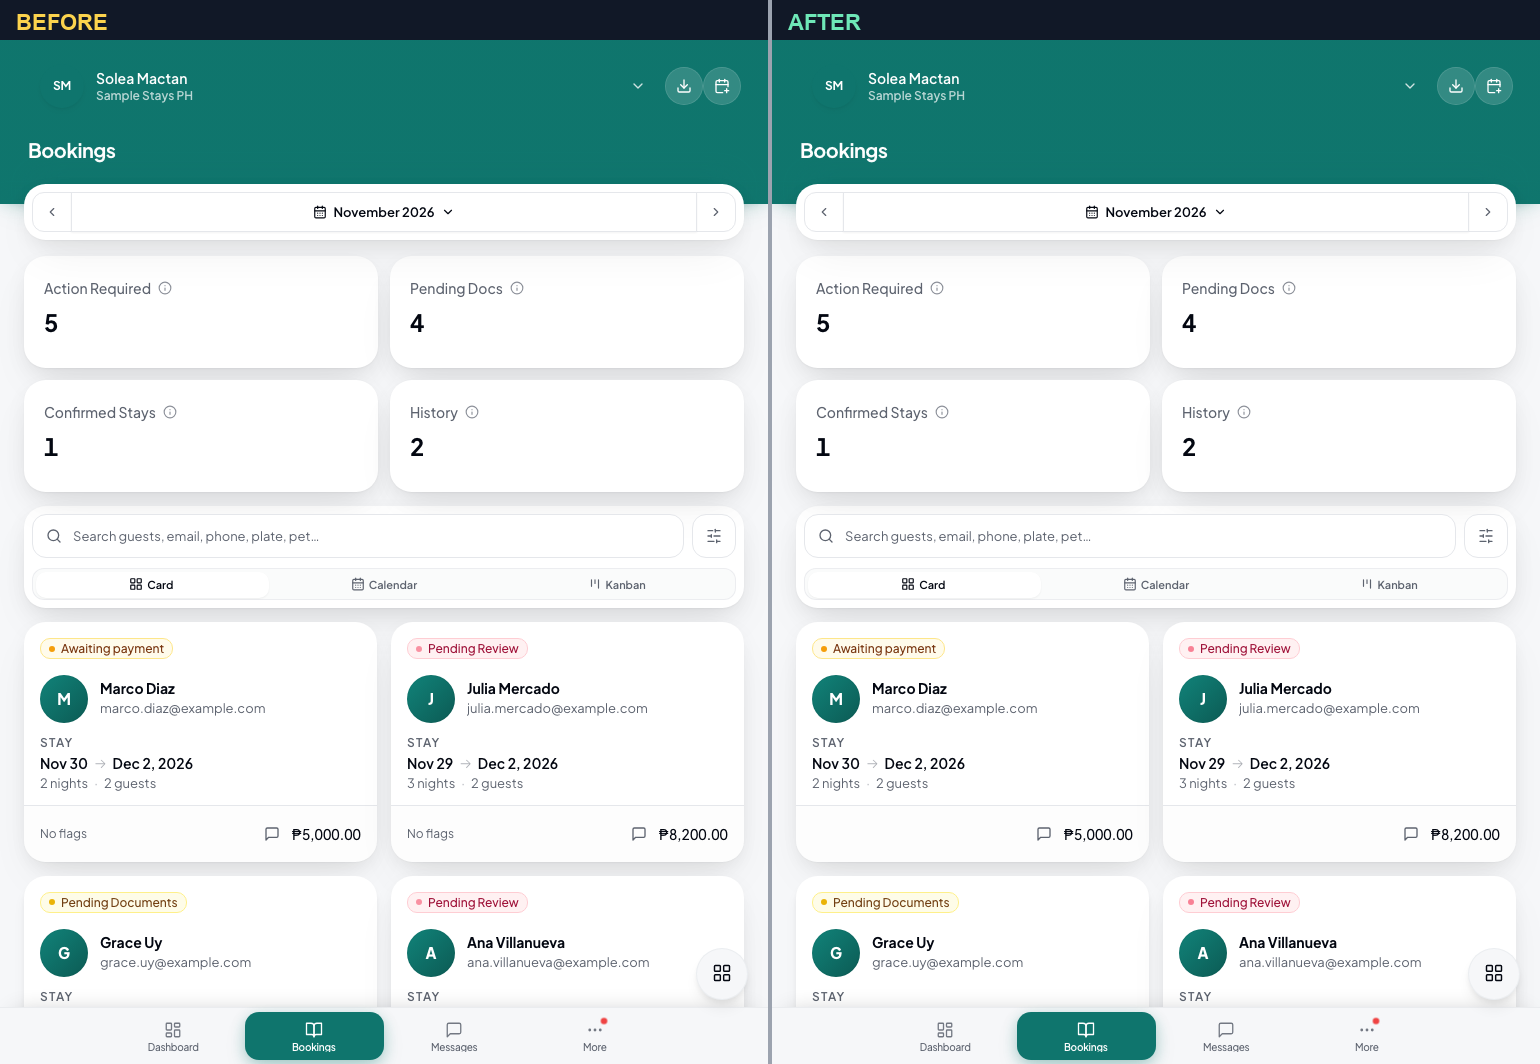 BEFORE
SM
Solea Mactan
Sample Stays PH
Bookings
November 2026
Action Required
5
Pending Docs
4
Confirmed Stays
1
History
2
Search guests, email, phone, plate, pet...
Card
Calendar
Kanban
Awaiting payment
M
Marco Diaz
marco.diaz@example.com
STAY
Nov 30 → Dec 2, 2026
2 nights · 2 guests
No flags
₱5,000.00
Pending Review
J
Julia Mercado
julia.mercado@example.com
STAY
Nov 29 → Dec 2, 2026
3 nights · 2 guests
No flags
₱8,200.00
Pending Documents
G
Grace Uy
grace.uy@example.com
STAY
Pending Review
A
Ana Villanueva
ana.villanueva@example.com
STAY
Dashboard
Bookings
Messages
More
AFTER
SM
Solea Mactan
Sample Stays PH
Bookings
November 2026
Action Required
5
Pending Docs
4
Confirmed Stays
1
History
2
Search guests, email, phone, plate, pet...
Card
Calendar
Kanban
Awaiting payment
M
Marco Diaz
marco.diaz@example.com
STAY
Nov 30 → Dec 2, 2026
2 nights · 2 guests
₱5,000.00
Pending Review
J
Julia Mercado
julia.mercado@example.com
STAY
Nov 29 → Dec 2, 2026
3 nights · 2 guests
₱8,200.00
Pending Documents
G
Grace Uy
grace.uy@example.com
STAY
Pending Review
A
Ana Villanueva
ana.villanueva@example.com
STAY
Dashboard
Bookings
Messages
More